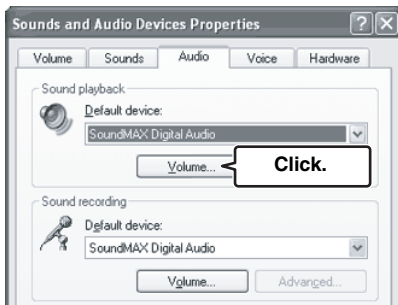 Sounds and Audio Devices Properties
Volume Sounds Audio Voice Hardware
Sound playback
Default device:
SoundMAX Digital Audio
Volume...
Click.
Sound recording
Default device:
SoundMAX Digital Audio
Volume... Advanced...